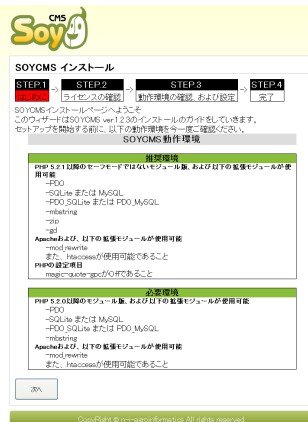 Soy CMS
SOYCMS インストール
STEP.1 STEP.2 STEP.3 STEP.4
はじめに → ライセンスの確認 → 動作環境の確認、および設定 → 完了
SOYCMSインストールページへようこそ
このウィザードはSOYCMS ver1.2.3のインストールのガイドをしていきます。
セットアップを開始する前に、以下の動作環境を今一度ご確認ください。
SOYCMS動作環境
推奨環境
PHP 5.2.1以降のセーフモードではないモジュール版、および以下の拡張モジュールが使用可能
-PDO
-SQLite または MySQL
-PDO_SQLite または PDO_MySQL
-mbstring
-zip
-gd
Apacheおよび、以下の拡張モジュールが使用可能
-mod_rewrite
また、.htaccessが使用可能であること
PHPの設定項目
magic-quote-gpcがOffであること
必要環境
PHP 5.2.0以降のモジュール版、および以下の拡張モジュールが使用可能
-PDO
-SQLite または MySQL
-PDO_SQLite または PDO_MySQL
-mbstring
Apacheおよび、以下の拡張モジュールが使用可能
-mod_rewrite
また、.htaccessが使用可能であること
次へ
CopyRight © n-i-agroinformatics All rights reserved.